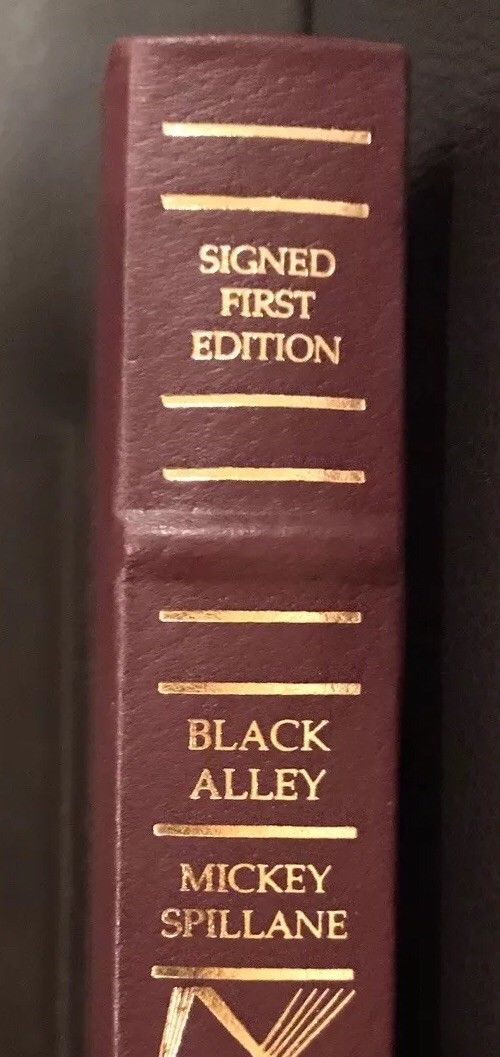 SIGNED
FIRST
EDITION
BLACK
ALLEY
MICKEY
SPILLANE